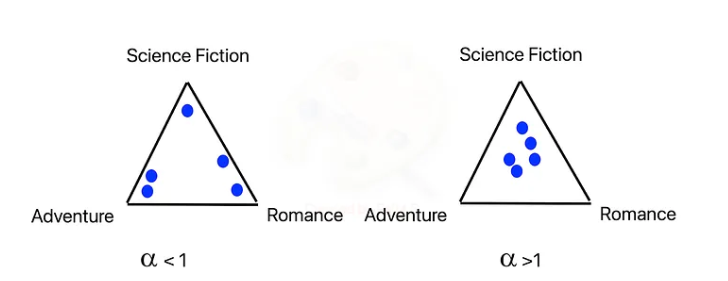 Science Fiction
Adventure
Romance
α < 1
Science Fiction
Adventure
Romance
α >1